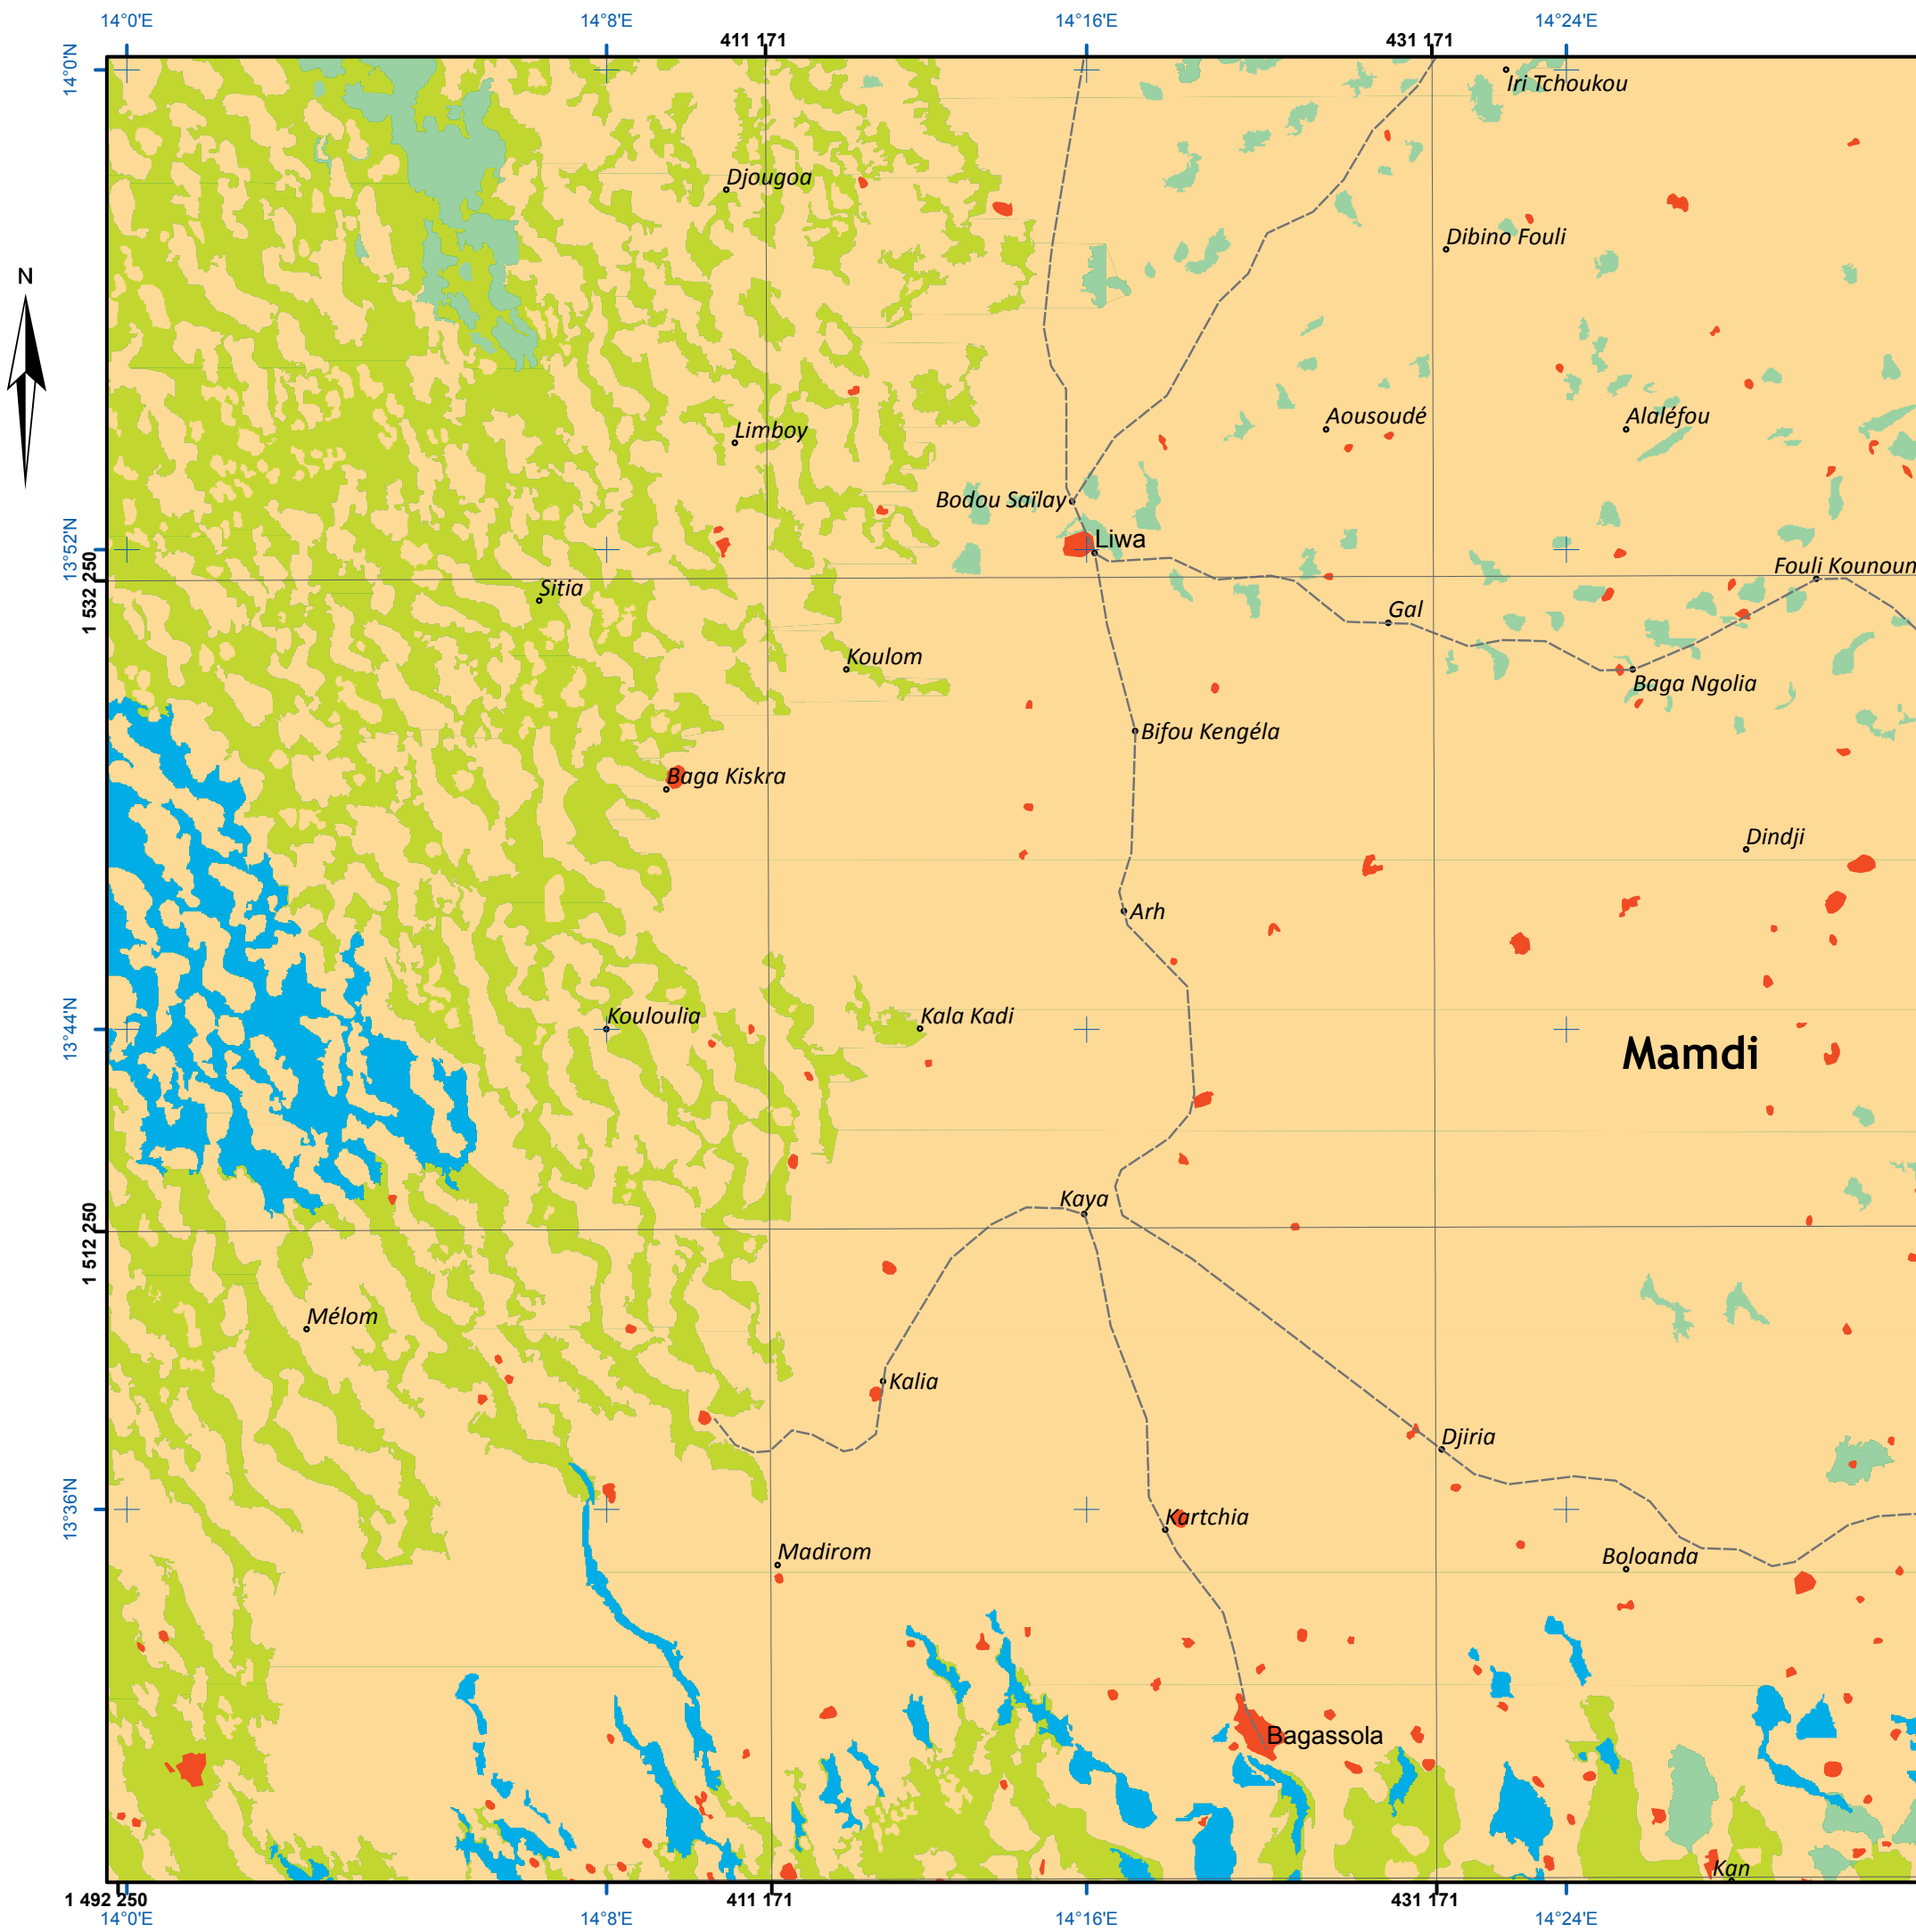 14°0'E 14°8'E 14°16'E 14°24'E
411 171 431 171
14°0'N
Iri Tchoukou
Djougoa
Dibino Fouli
N
Aousoudé Alaléfou
Limboy
Bodou Saïlay
13°52'N
Liwa
1 532 250
Fouli Kounoun
Sitia
Gal
Koulom
Baga Ngolia
Bifou Kengéla
Baga Kiskra
Dindji
Arh
13°44'N
Kouloulia Kala Kadi
Mamdi
Kaya
1 512 250
Mélom
Kalia
Djiria
13°36'N
Kartchia
Madirom Boloanda
Bagassola
Kan
1 492 250 411 171 431 171
14°0'E 14°8'E 14°16'E 14°24'E